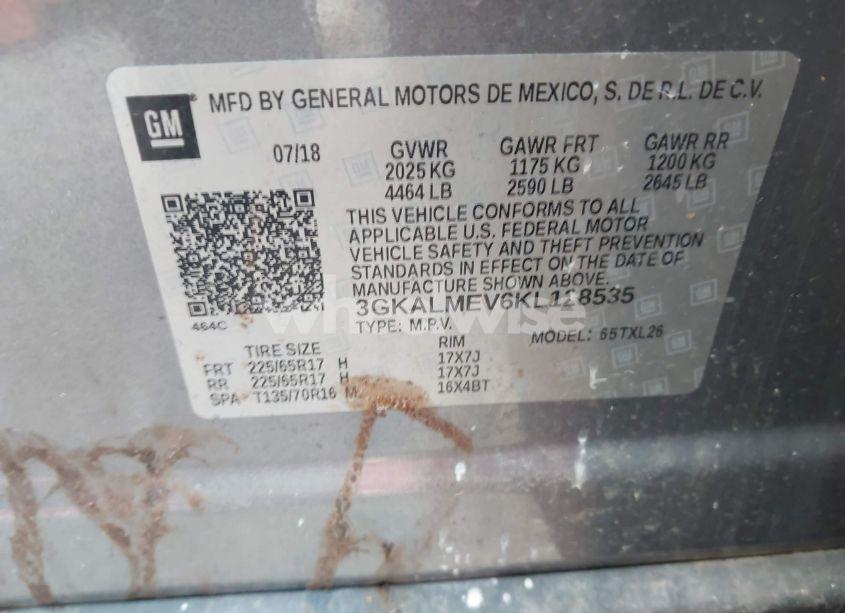 GM
MFD BY GENERAL MOTORS DE MEXICO, S. DE R.L. DE C.V.
07/18 GVWR GAWR FRT GAWR RR
2025 KG 1175 KG 1200 KG
4464 LB 2590 LB 2645 LB
THIS VEHICLE CONFORMS TO ALL
APPLICABLE U.S. FEDERAL MOTOR
VEHICLE SAFETY AND THEFT PREVENTION
STANDARDS IN EFFECT ON THE DATE OF
MANUFACTURE SHOWN ABOVE.
464C 3GKALMEV6KL128535
TYPE: M.P.V. MODEL: 65TXL26
TIRE SIZE RIM
FRT 225/65R17 H 17X7J
RR 225/65R17 H 17X7J
SPA T135/70R16 M 16X4BT